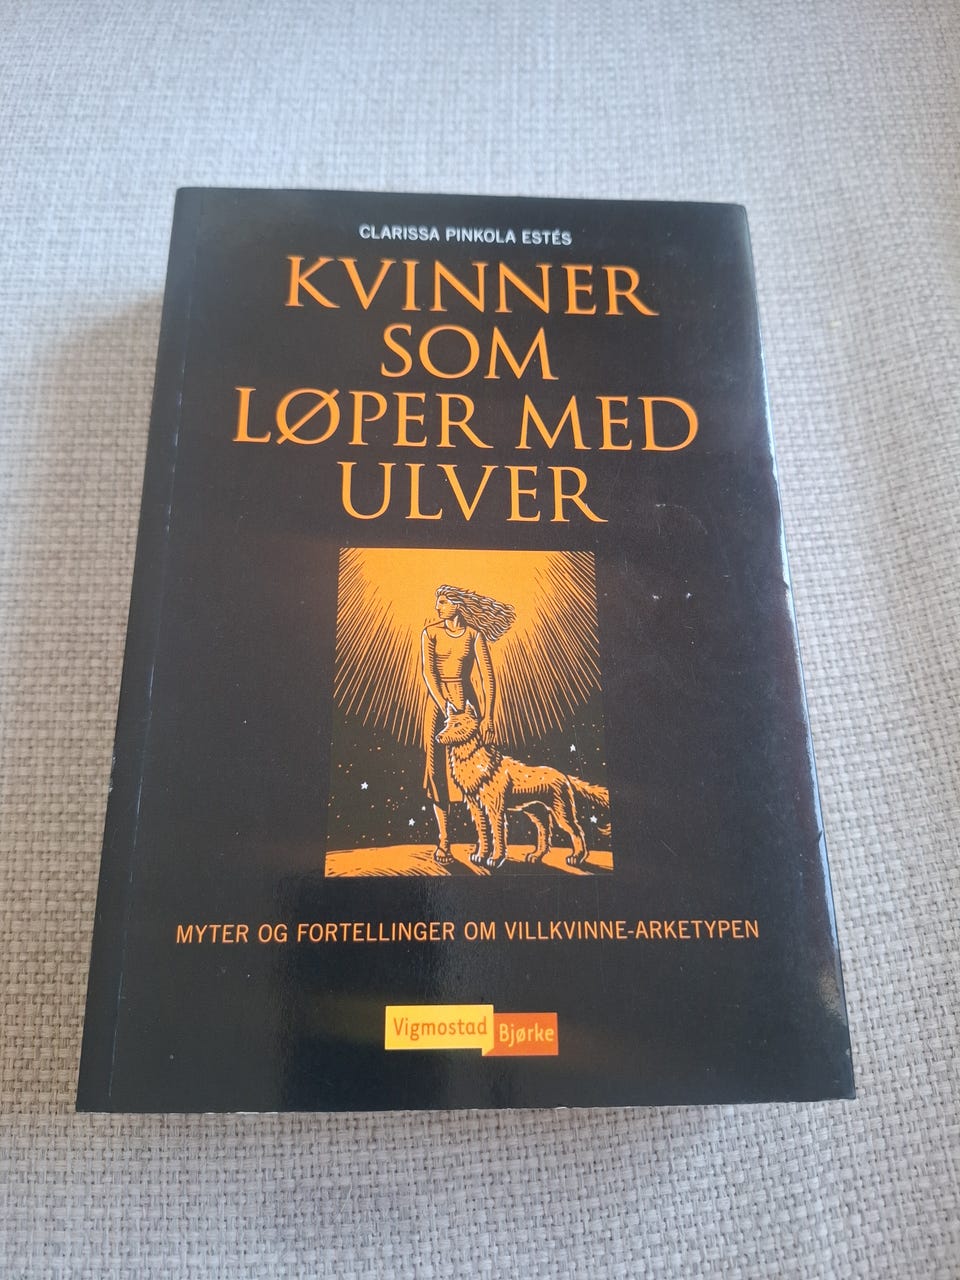 CLARISSA PINKOLA ESTÉS
KVINNER
SOM
LØPER MED
ULVER
MYTER OG FORTELLINGER OM VILLKVINNE-ARKETYPEN
Vigmostad Bjørke